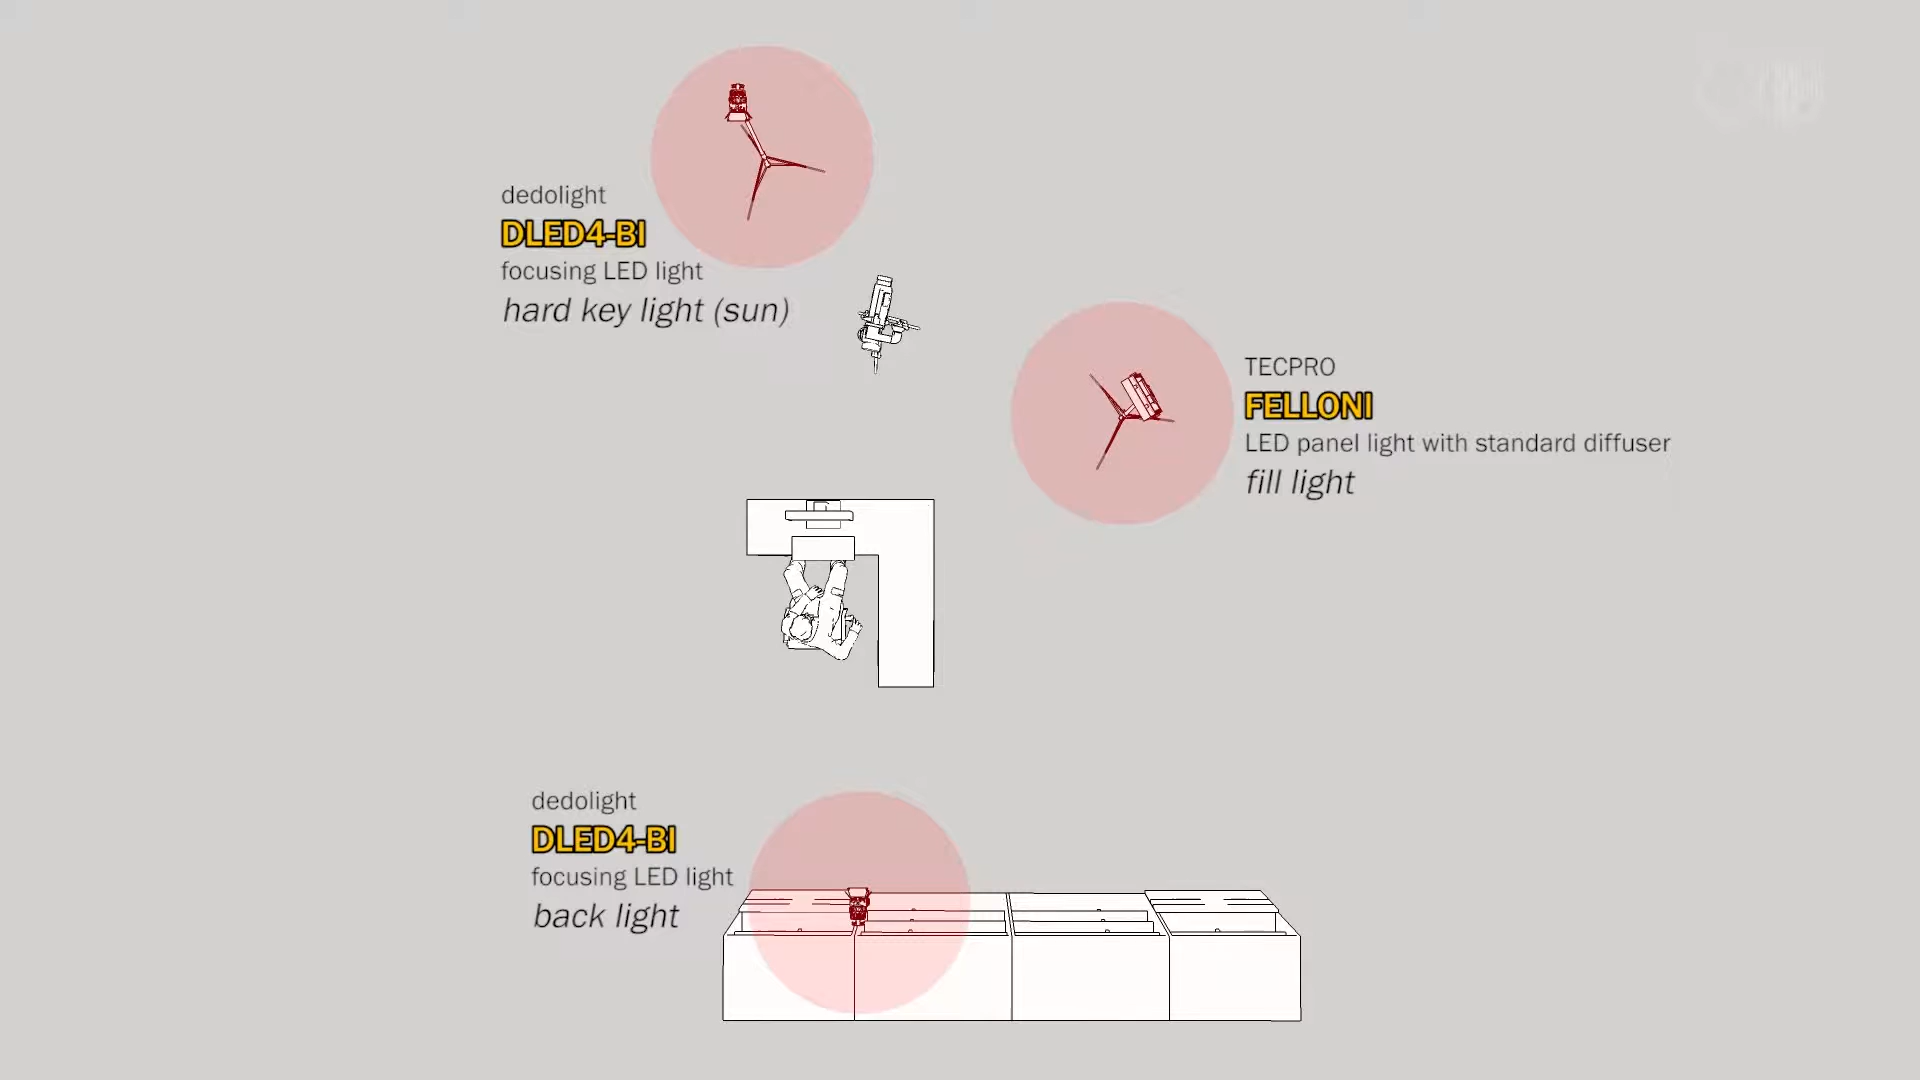 dedolight
DLED4-BI
focusing LED light
hard key light (sun)
TECPRO
FELLONI
LED panel light with standard diffuser
fill light
dedolight
DLED4-BI
focusing LED light
back light